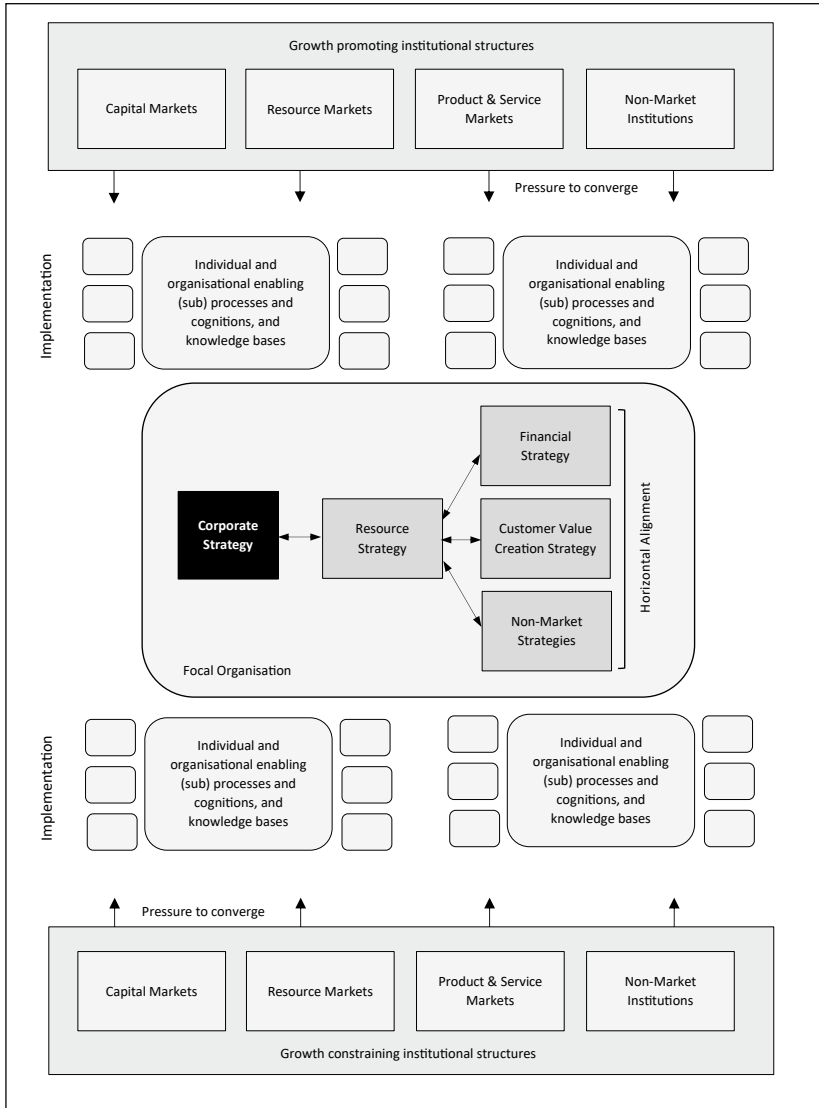 Growth promoting institutional structures
Capital Markets
Resource Markets
Product & Service
Markets
Non-Market
Institutions
Pressure to converge
Implementation
Individual and
organisational enabling
(sub) processes and
cognitions, and
knowledge bases
Individual and
organisational enabling
(sub) processes and
cognitions, and
knowledge bases
Corporate
Strategy
Resource
Strategy
Financial
Strategy
Customer Value
Creation Strategy
Non-Market
Strategies
Horizontal Alignment
Focal Organisation
Implementation
Individual and
organisational enabling
(sub) processes and
cognitions, and
knowledge bases
Individual and
organisational enabling
(sub) processes and
cognitions, and
knowledge bases
Pressure to converge
Capital Markets
Resource Markets
Product & Service
Markets
Non-Market
Institutions
Growth constraining institutional structures